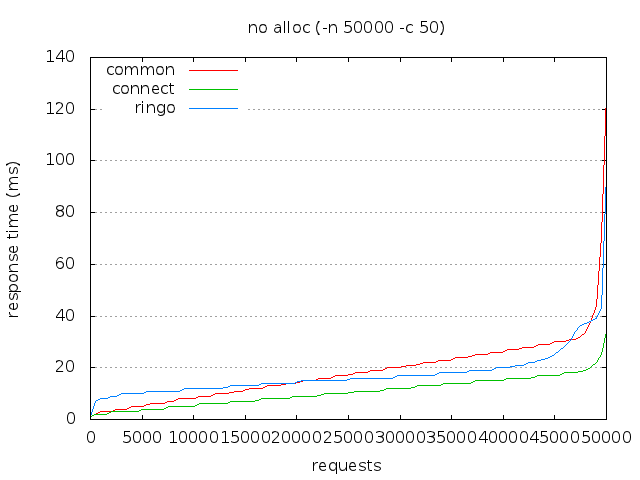 no alloc (-n 50000 -c 50)
140
120
100
80
60
40
20
0
response time (ms)
common
connect
ringo
0 5000 10000 15000 20000 25000 30000 35000 40000 45000 50000
requests